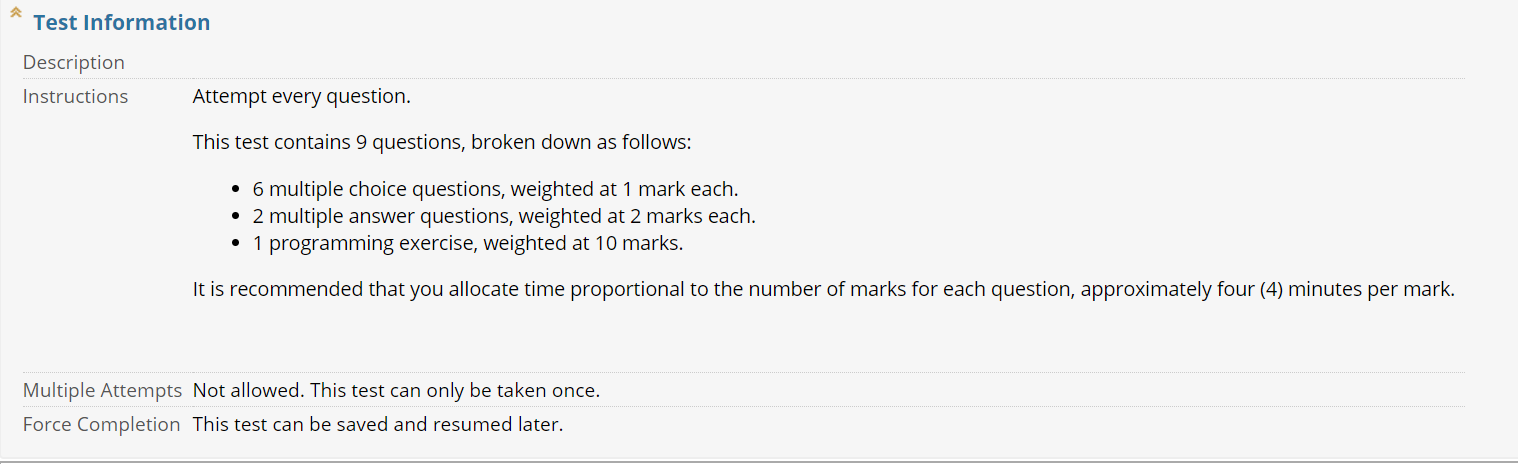 Test Information
Description
Instructions Attempt every question.
This test contains 9 questions, broken down as follows:
• 6 multiple choice questions, weighted at 1 mark each.
• 2 multiple answer questions, weighted at 2 marks each.
• 1 programming exercise, weighted at 10 marks.
It is recommended that you allocate time proportional to the number of marks for each question, approximately four (4) minutes per mark.
Multiple Attempts Not allowed. This test can only be taken once.
Force Completion This test can be saved and resumed later.